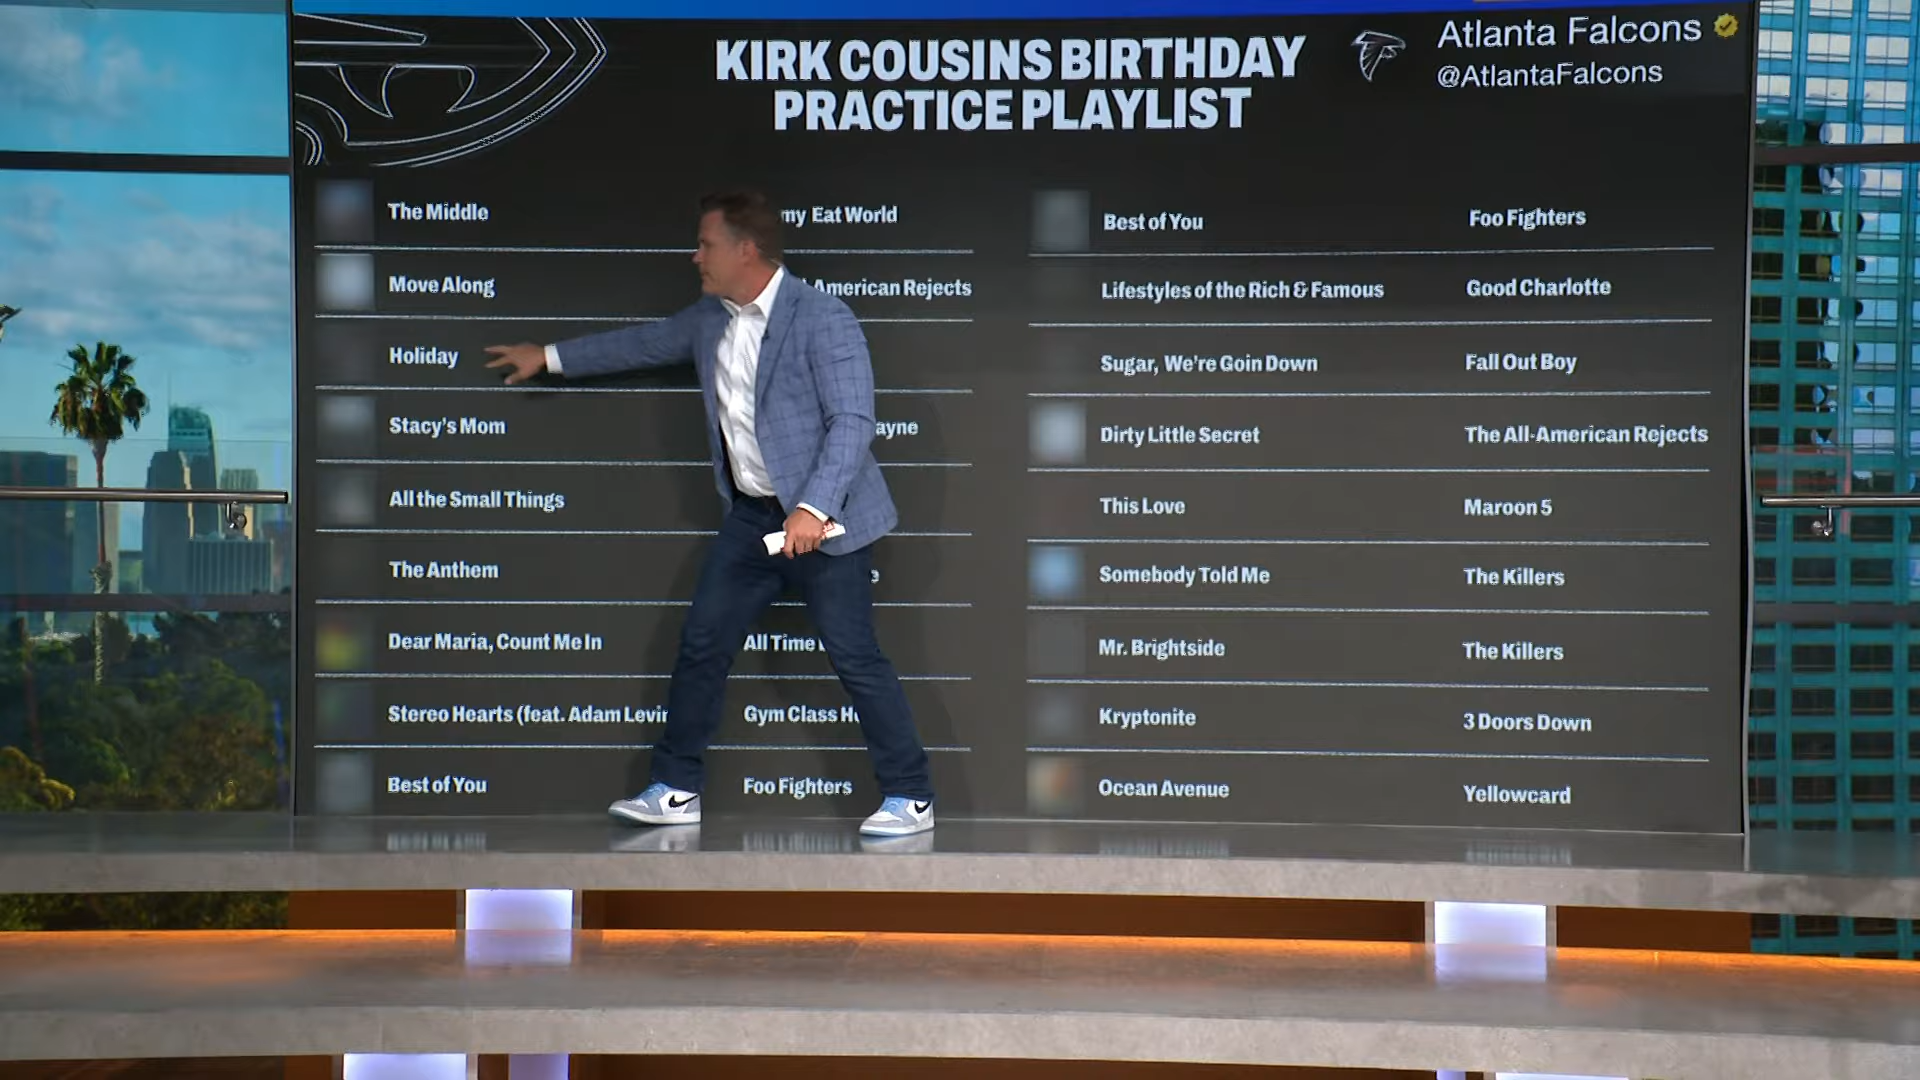 KIRK COUSINS BIRTHDAY
PRACTICE PLAYLIST
Atlanta Falcons
@AtlantaFalcons
The Middle my Eat World
Move Along American Rejects
Holiday
Stacy's Mom ayne
All the Small Things
The Anthem e
Dear Maria, Count Me In All Time
Stereo Hearts (feat. Adam Levin Gym Class He
Best of You Foo Fighters
Best of You Foo Fighters
Lifestyles of the Rich & Famous Good Charlotte
Sugar, We're Goin Down Fall Out Boy
Dirty Little Secret The All-American Rejects
This Love Maroon 5
Somebody Told Me The Killers
Mr. Brightside The Killers
Kryptonite 3 Doors Down
Ocean Avenue Yellowcard